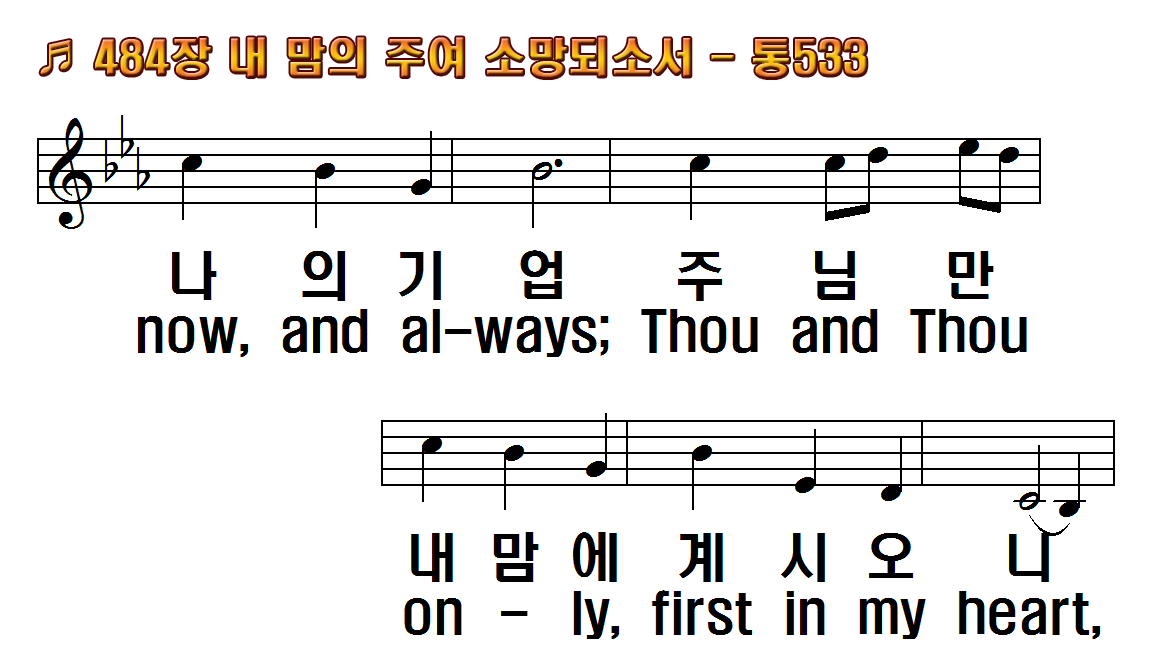 ♬ 484장 내 맘의 주여 소망되소서 - 통533
나 의 기 업 주 님 만
now, and al-ways; Thou and Thou
내 맘 에 계 시 오 니
on - ly, first in my heart,